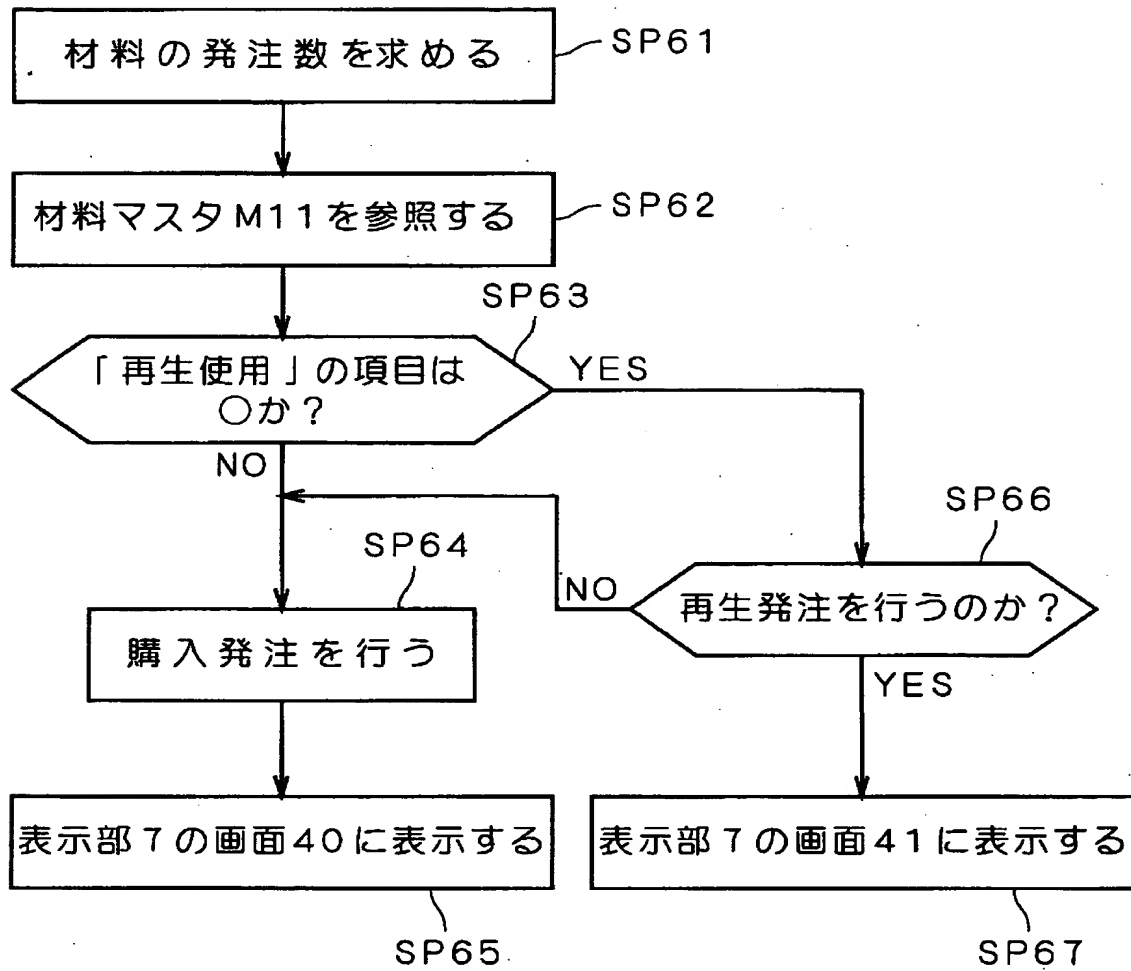 材料の発注数を求める
SP61
材料マスタM11を参照する
SP62
SP63
「再生使用」の項目は
○か?
YES
NO
SP66
SP64
再生発注を行うのか?
NO
購入発注を行う
YES
表示部7の画面40に表示する
表示部7の画面41に表示する
SP65
SP67